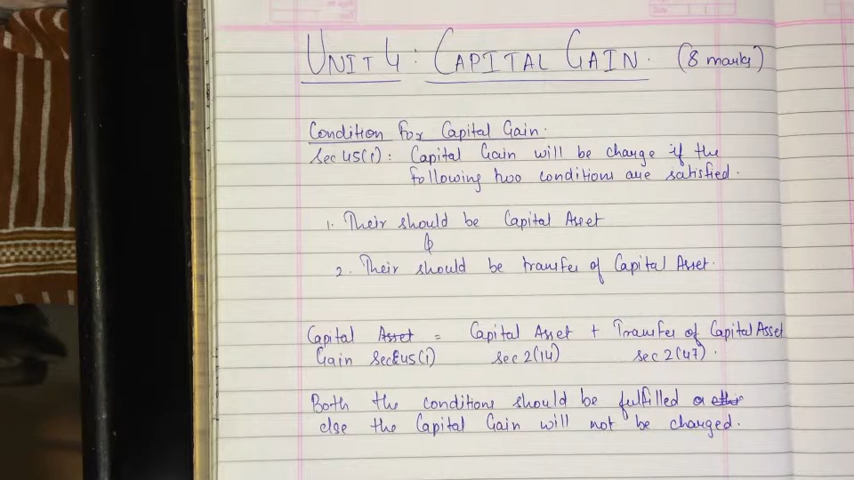 UNIT 4 : CAPITAL GAIN. (8 marks)
Condition For Capital Gain.
Sec 45(1) : Capital Gain will be charge if the
following two conditions are satisfied.
1. Their should be Capital Asset
&
2. Their should be transfer of Capital Asset.
Capital Asset = Capital Asset + Transfer of Capital Asset
Gain Sec 45(1) sec 2(14) sec 2(47).
Both the conditions should be fulfilled or
else the Capital Gain will not be charged.